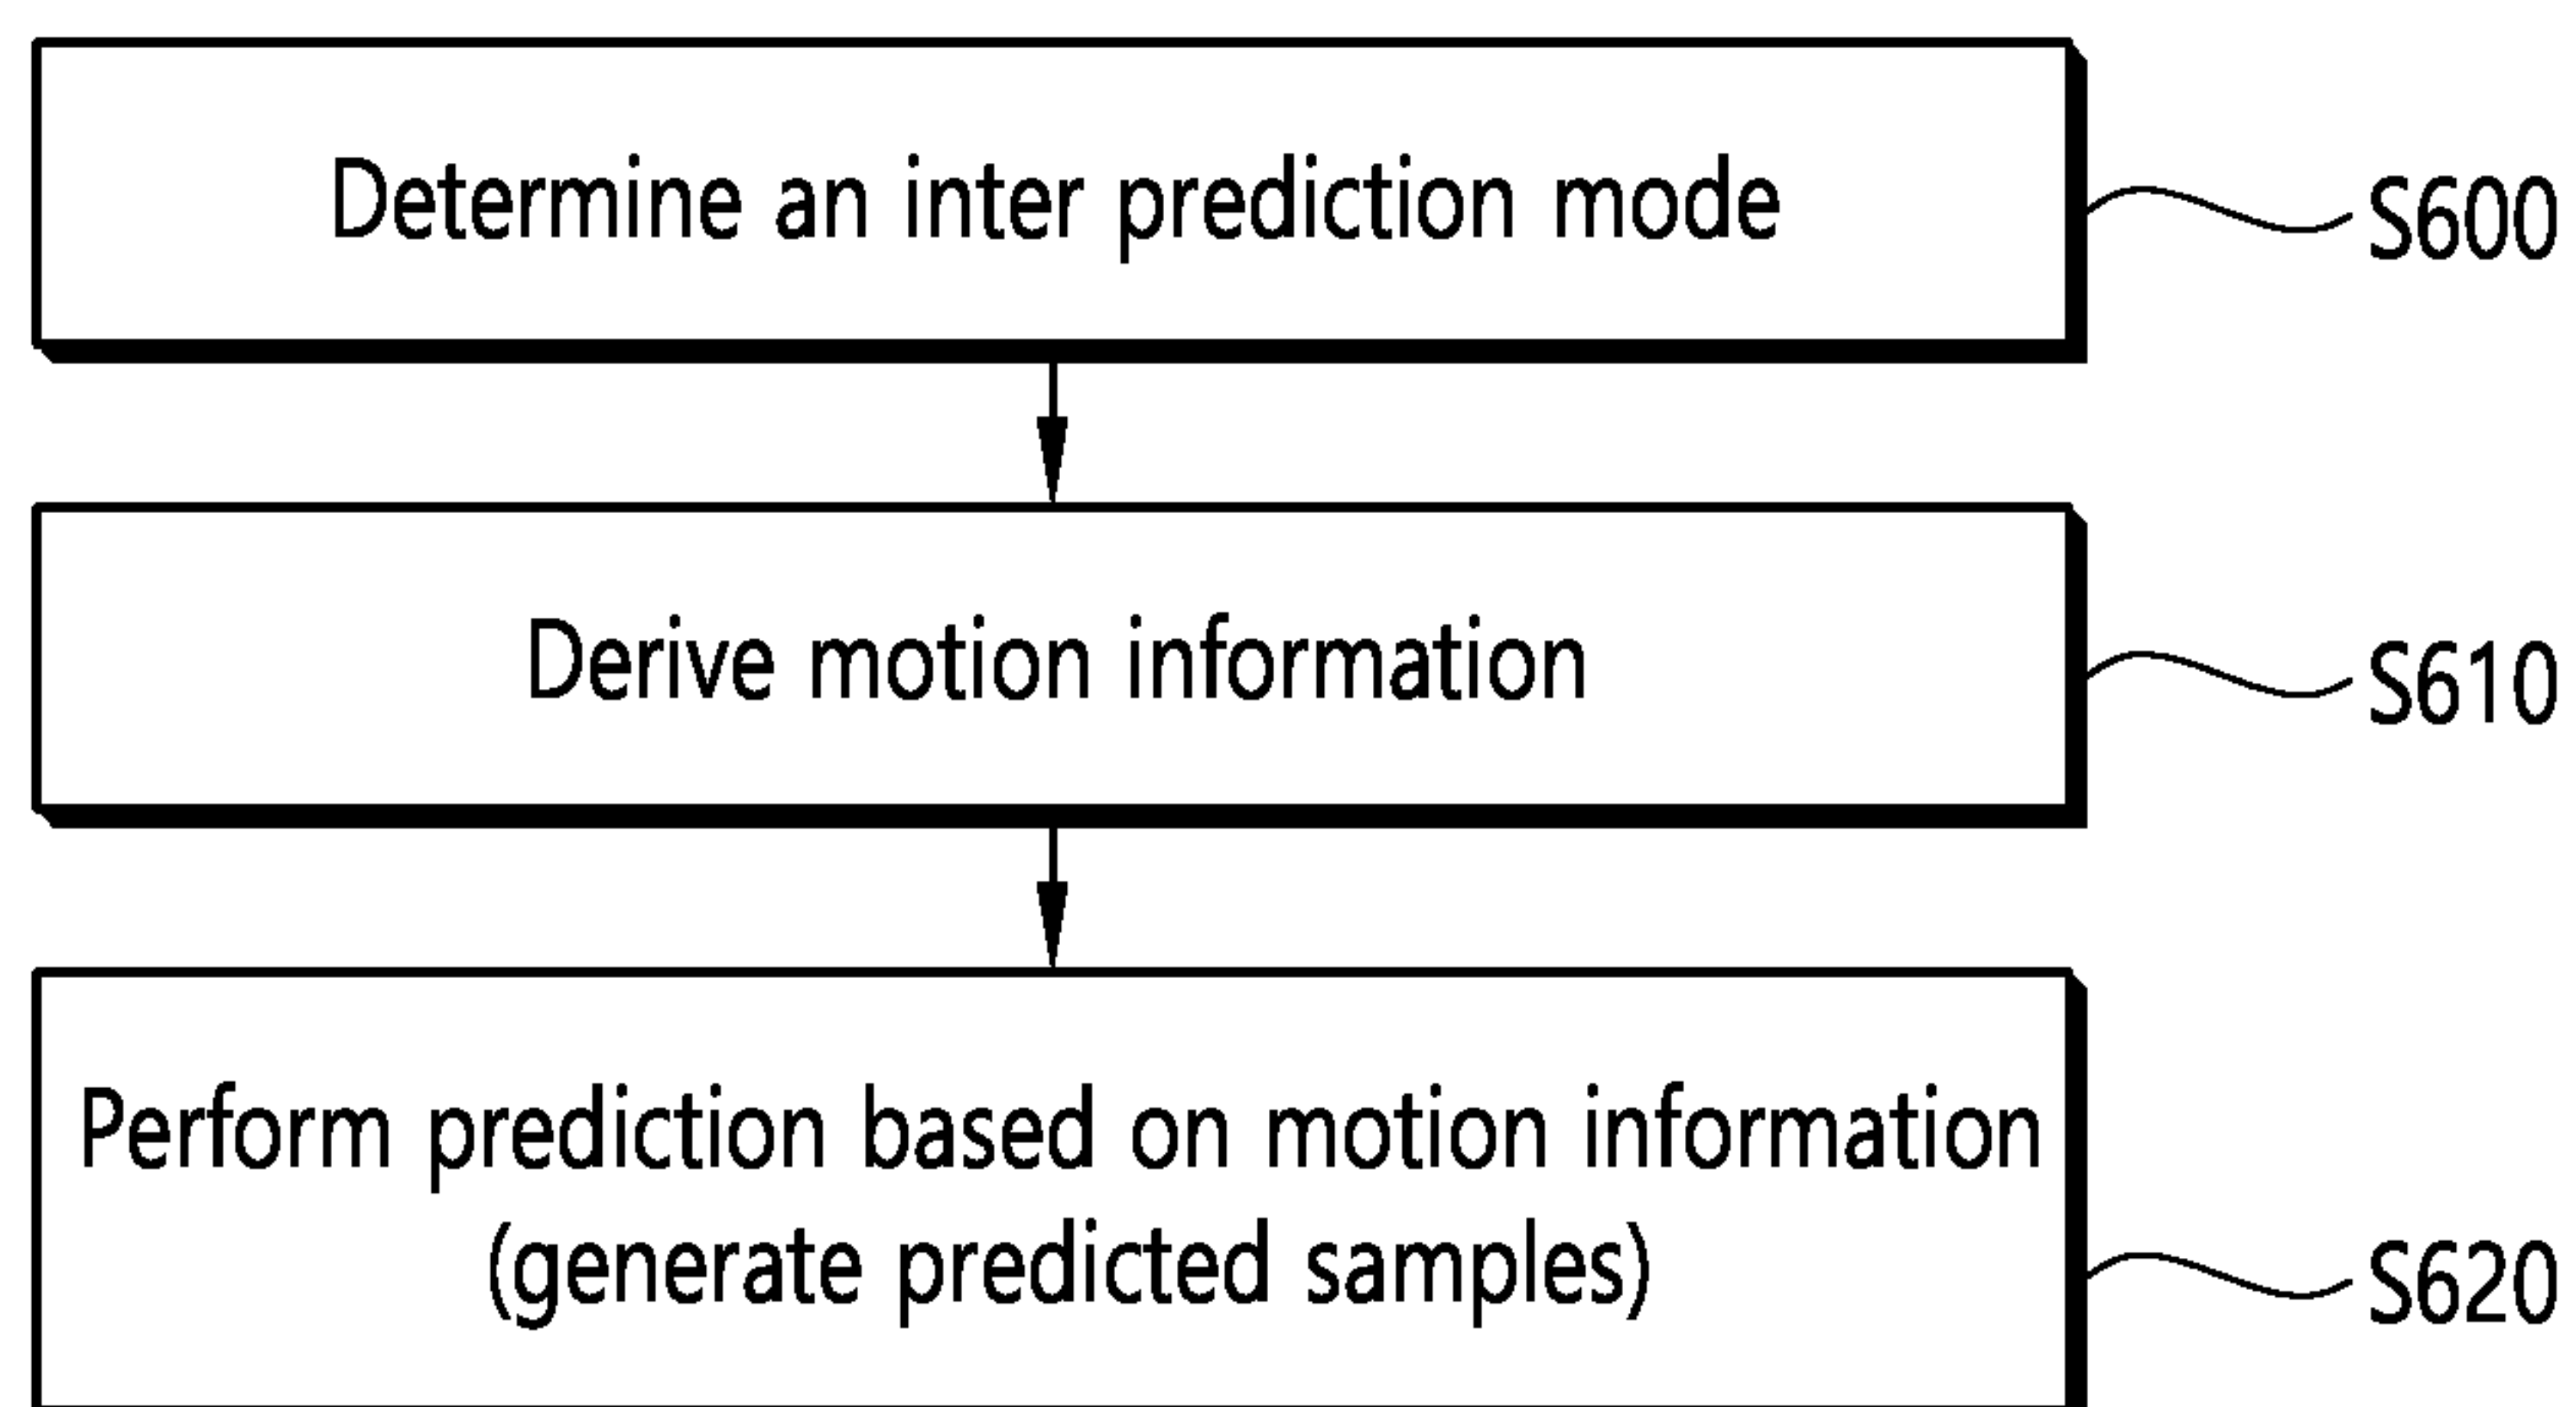 Determine an inter prediction mode
S600
Derive motion information
S610
Perform prediction based on motion information
(generate predicted samples)
S620